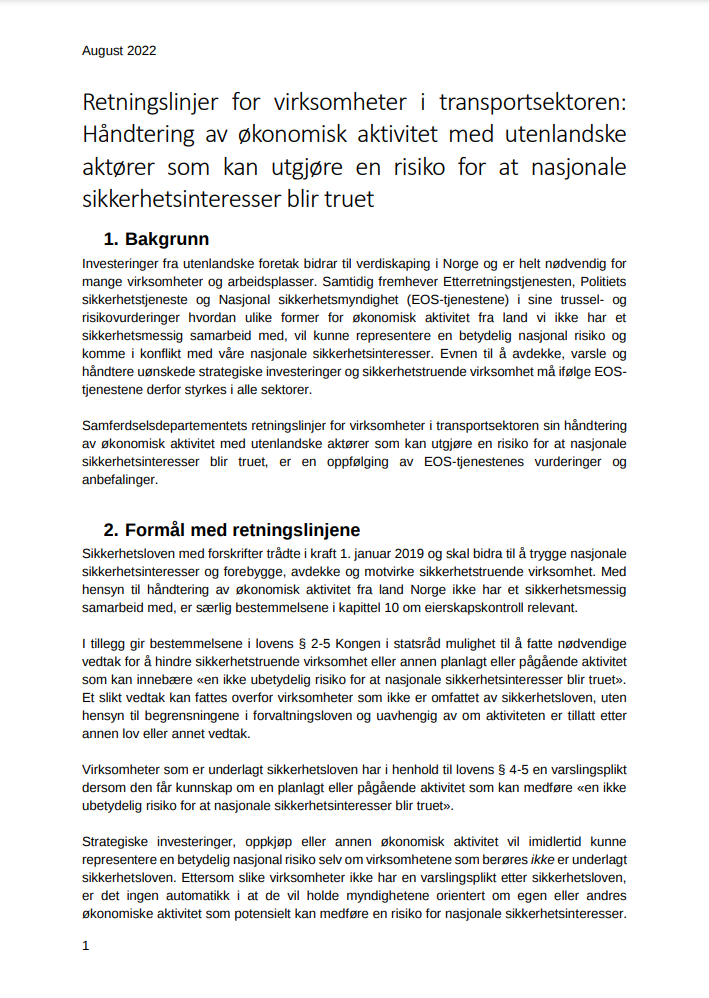 August 2022
Retningslinjer for virksomheter i transportsektoren:
Håndtering av økonomisk aktivitet med utenlandske
aktører som kan utgjøre en risiko for at nasjonale
sikkerhetsinteresser blir truet
1. Bakgrunn
Investeringer fra utenlandske foretak bidrar til verdiskaping i Norge og er helt nødvendig for
mange virksomheter og arbeidsplasser. Samtidig fremhever Etterretningstjenesten, Politiets
sikkerhetstjeneste og Nasjonal sikkerhetsmyndighet (EOS-tjenestene) i sine trussel- og
risikovurderinger hvordan ulike former for økonomisk aktivitet fra land vi ikke har et
sikkerhetsmessig samarbeid med, vil kunne representere en betydelig nasjonal risiko og
komme i konflikt med våre nasjonale sikkerhetsinteresser. Evnen til å avdekke, varsle og
håndtere uønskede strategiske investeringer og sikkerhetstruende virksomhet må ifølge EOS-
tjenestene derfor styrkes i alle sektorer.
Samferdselsdepartementets retningslinjer for virksomheter i transportsektoren sin håndtering
av økonomisk aktivitet med utenlandske aktører som kan utgjøre en risiko for at nasjonale
sikkerhetsinteresser blir truet, er en oppfølging av EOS-tjenestenes vurderinger og
anbefalinger.
2. Formål med retningslinjene
Sikkerhetsloven med forskrifter trådte i kraft 1. januar 2019 og skal bidra til å trygge nasjonale
sikkerhetsinteresser og forebygge, avdekke og motvirke sikkerhetstruende virksomhet. Med
hensyn til håndtering av økonomisk aktivitet fra land Norge ikke har et sikkerhetsmessig
samarbeid med, er særlig bestemmelsene i kapittel 10 om eierskapskontroll relevant.
I tillegg gir bestemmelsene i lovens § 2-5 Kongen i statsråd mulighet til å fatte nødvendige
vedtak for å hindre sikkerhetstruende virksomhet eller annen planlagt eller pågående aktivitet
som kan innebære «en ikke ubetydelig risiko for at nasjonale sikkerhetsinteresser blir truet».
Et slikt vedtak kan fattes overfor virksomheter som ikke er omfattet av sikkerhetsloven, uten
hensyn til begrensningene i forvaltningsloven og uavhengig av om aktiviteten er tillatt etter
annen lov eller annet vedtak.
Virksomheter som er underlagt sikkerhetsloven har i henhold til lovens § 4-5 en varslingsplikt
dersom den får kunnskap om en planlagt eller pågående aktivitet som kan medføre «en ikke
ubetydelig risiko for at nasjonale sikkerhetsinteresser blir truet».
Strategiske investeringer, oppkjøp eller annen økonomisk aktivitet vil imidlertid kunne
representere en betydelig nasjonal risiko selv om virksomhetene som berøres ikke er underlagt
sikkerhetsloven. Ettersom slike virksomheter ikke har en varslingsplikt etter sikkerhetsloven,
er det ingen automatikk i at de vil holde myndighetene orientert om egen eller andres
økonomiske aktivitet som potensielt kan medføre en risiko for nasjonale sikkerhetsinteresser.
1